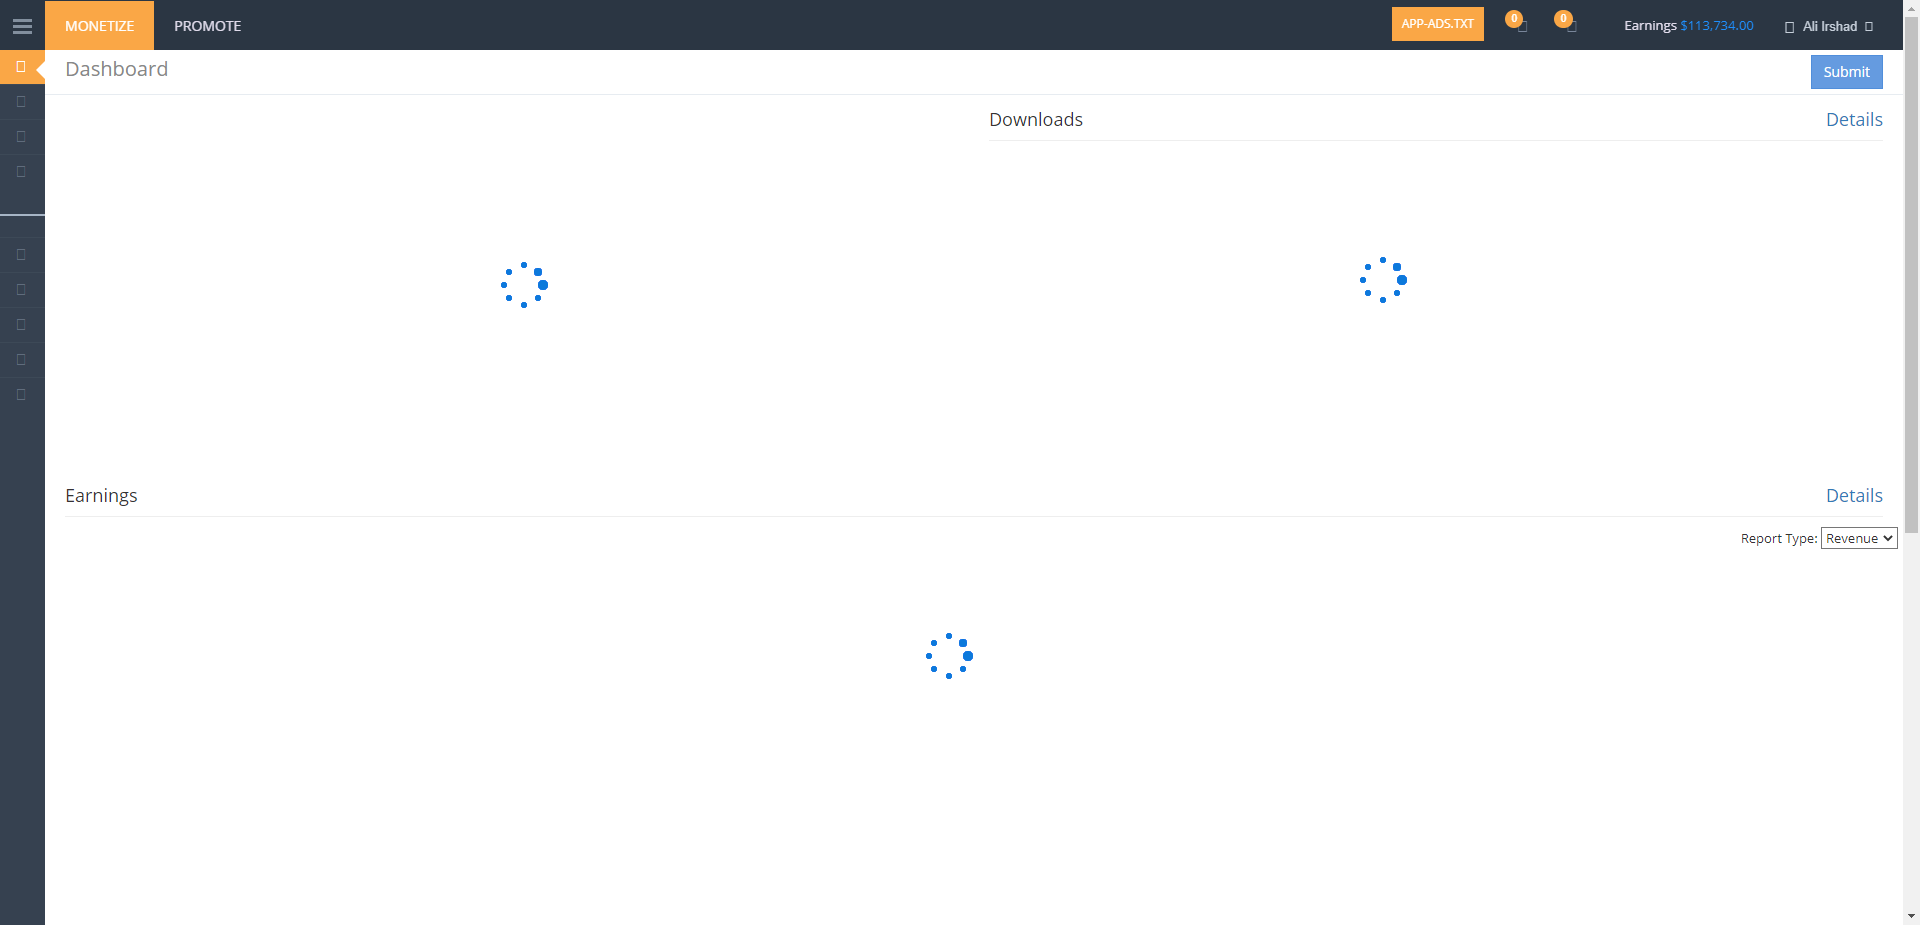 MONETIZE PROMOTE APP-ADS.TXT 0 0 Earnings $113,734.00 Ali Irshad
Dashboard Submit
Downloads Details
Earnings Details
Report Type: Revenue